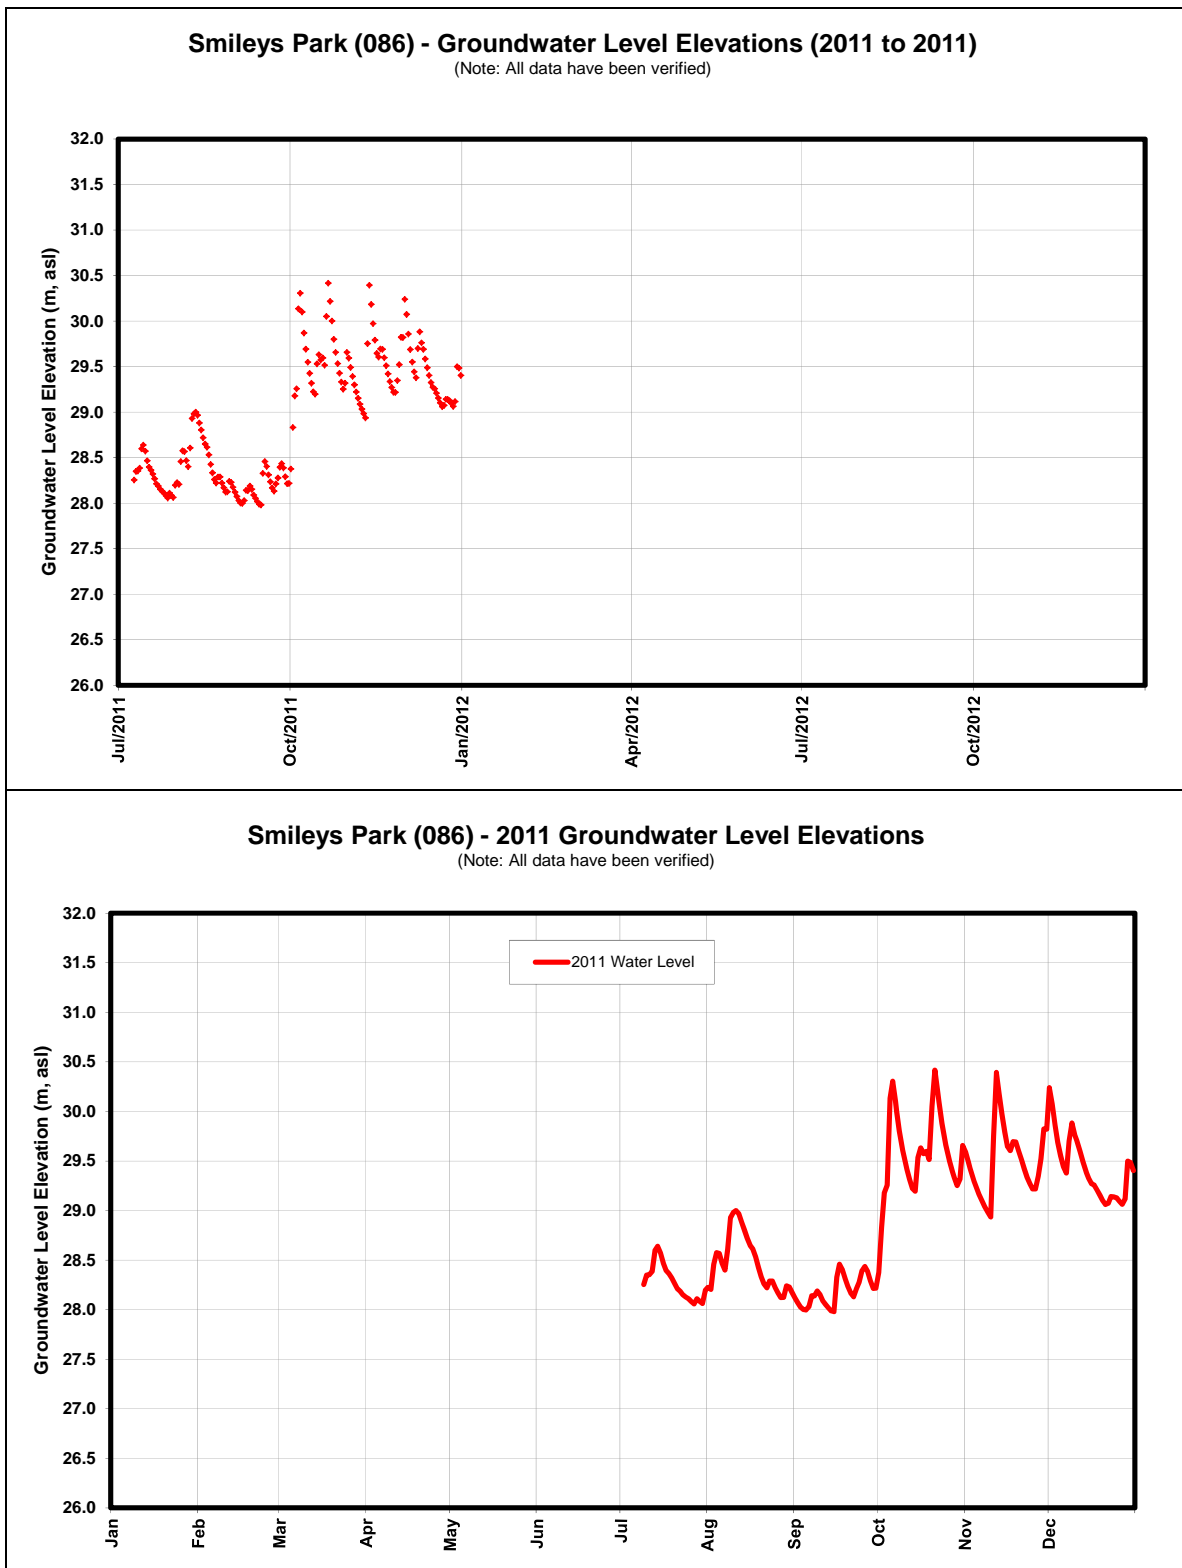 Smileys Park (086) - Groundwater Level Elevations (2011 to 2011)
(Note: All data have been verified)
Groundwater Level Elevation (m, asl)
32.0
31.5
31.0
30.5
30.0
29.5
29.0
28.5
28.0
27.5
27.0
26.5
26.0
Jul/2011
Oct/2011
Jan/2012
Apr/2012
Jul/2012
Oct/2012
Smileys Park (086) - 2011 Groundwater Level Elevations
(Note: All data have been verified)
Groundwater Level Elevation (m, asl)
32.0
31.5
31.0
30.5
30.0
29.5
29.0
28.5
28.0
27.5
27.0
26.5
26.0
2011 Water Level
Jan
Feb
Mar
Apr
May
Jun
Jul
Aug
Sep
Oct
Nov
Dec